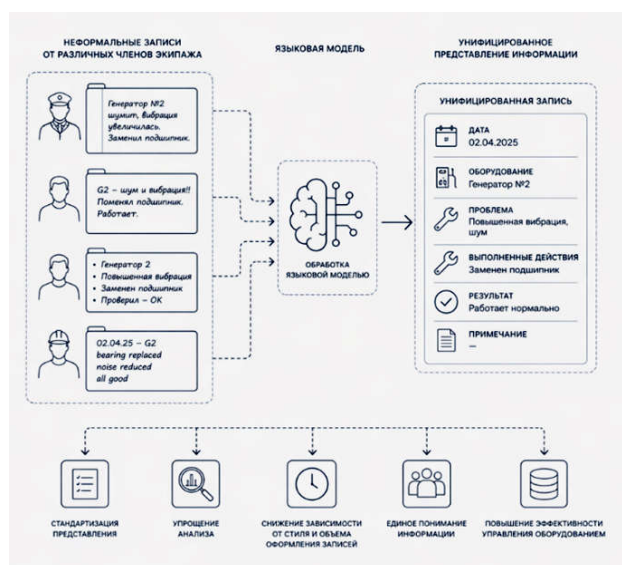 НЕФОРМАЛЬНЫЕ ЗАПИСИ
ОТ РАЗЛИЧНЫХ ЧЛЕНОВ ЭКИПАЖА
ЯЗЫКОВАЯ МОДЕЛЬ
УНИФИЦИРОВАННОЕ
ПРЕДСТАВЛЕНИЕ ИНФОРМАЦИИ
Генератор №2
шумит, вибрация
увеличилась.
Заменил подшипник.
G2 – шум и вибрация!!
Поменял подшипник.
Работает.
• Генератор 2
• Повышенная вибрация
• Заменен подшипник
• Проверил – ОК
02.04.25 – G2
bearing replaced
noise reduced
all good
ОБРАБОТКА
ЯЗЫКОВОЙ МОДЕЛЬЮ
УНИФИЦИРОВАННАЯ ЗАПИСЬ
ДАТА
02.04.2025
ОБОРУДОВАНИЕ
Генератор №2
ПРОБЛЕМА
Повышенная вибрация,
шум
ВЫПОЛНЕННЫЕ ДЕЙСТВИЯ
Заменен подшипник
РЕЗУЛЬТАТ
Работает нормально
ПРИМЕЧАНИЕ
—
СТАНДАРТИЗАЦИЯ
ПРЕДСТАВЛЕНИЯ
УПРОЩЕНИЕ
АНАЛИЗА
СНИЖЕНИЕ ЗАВИСИМОСТИ
ОТ СТИЛЯ И ОБЪЕМА
ОФОРМЛЕНИЯ ЗАПИСЕЙ
ЕДИНОЕ ПОНИМАНИЕ
ИНФОРМАЦИИ
ПОВЫШЕНИЕ ЭФФЕКТИВНОСТИ
УПРАВЛЕНИЯ ОБОРУДОВАНИЕМ